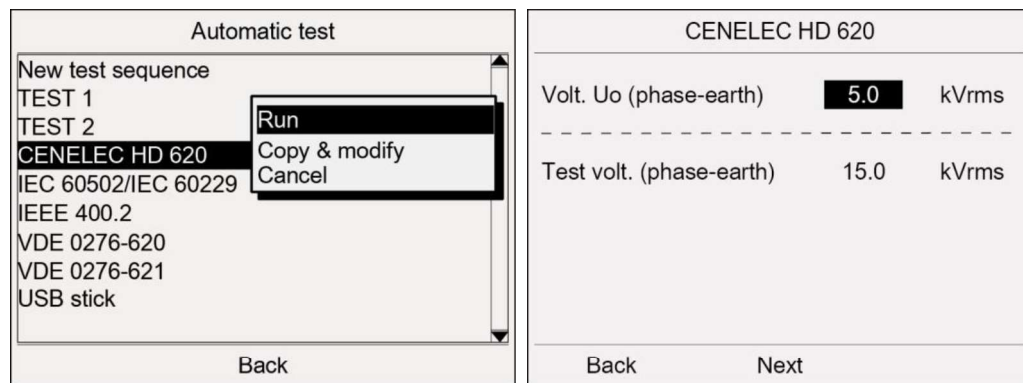 Automatic test
New test sequence
TEST 1
TEST 2
CENELEC HD 620
IEC 60502/IEC 60229
IEEE 400.2
VDE 0276-620
VDE 0276-621
USB stick
Run
Copy & modify
Cancel
Back
CENELEC HD 620
Volt. Uo (phase-earth) 5.0 kVrms
Test volt. (phase-earth) 15.0 kVrms
Back Next